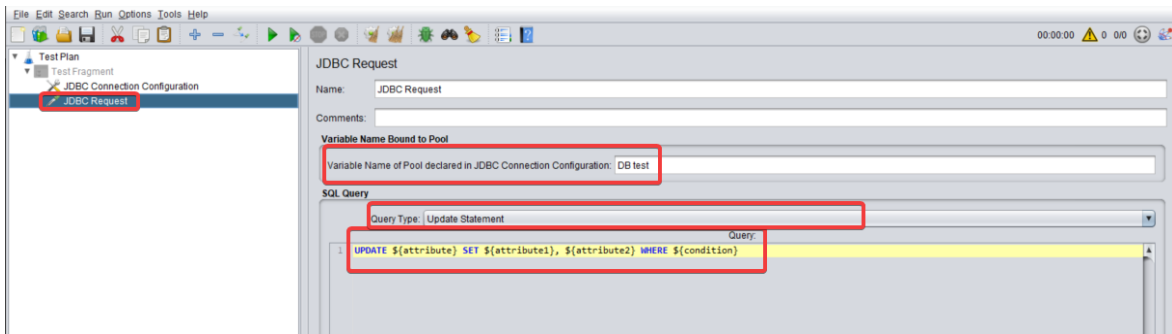 File Edit Search Run Options Tools Help
00:00:00 0 0/0
Test Plan
Test Fragment
JDBC Connection Configuration
JDBC Request
JDBC Request
Name: JDBC Request
Comments:
Variable Name Bound to Pool
Variable Name of Pool declared in JDBC Connection Configuration: DB test
SQL Query
Query Type: Update Statement
Query:
1 UPDATE ${attribute} SET ${attribute1}, ${attribute2} WHERE ${condition}